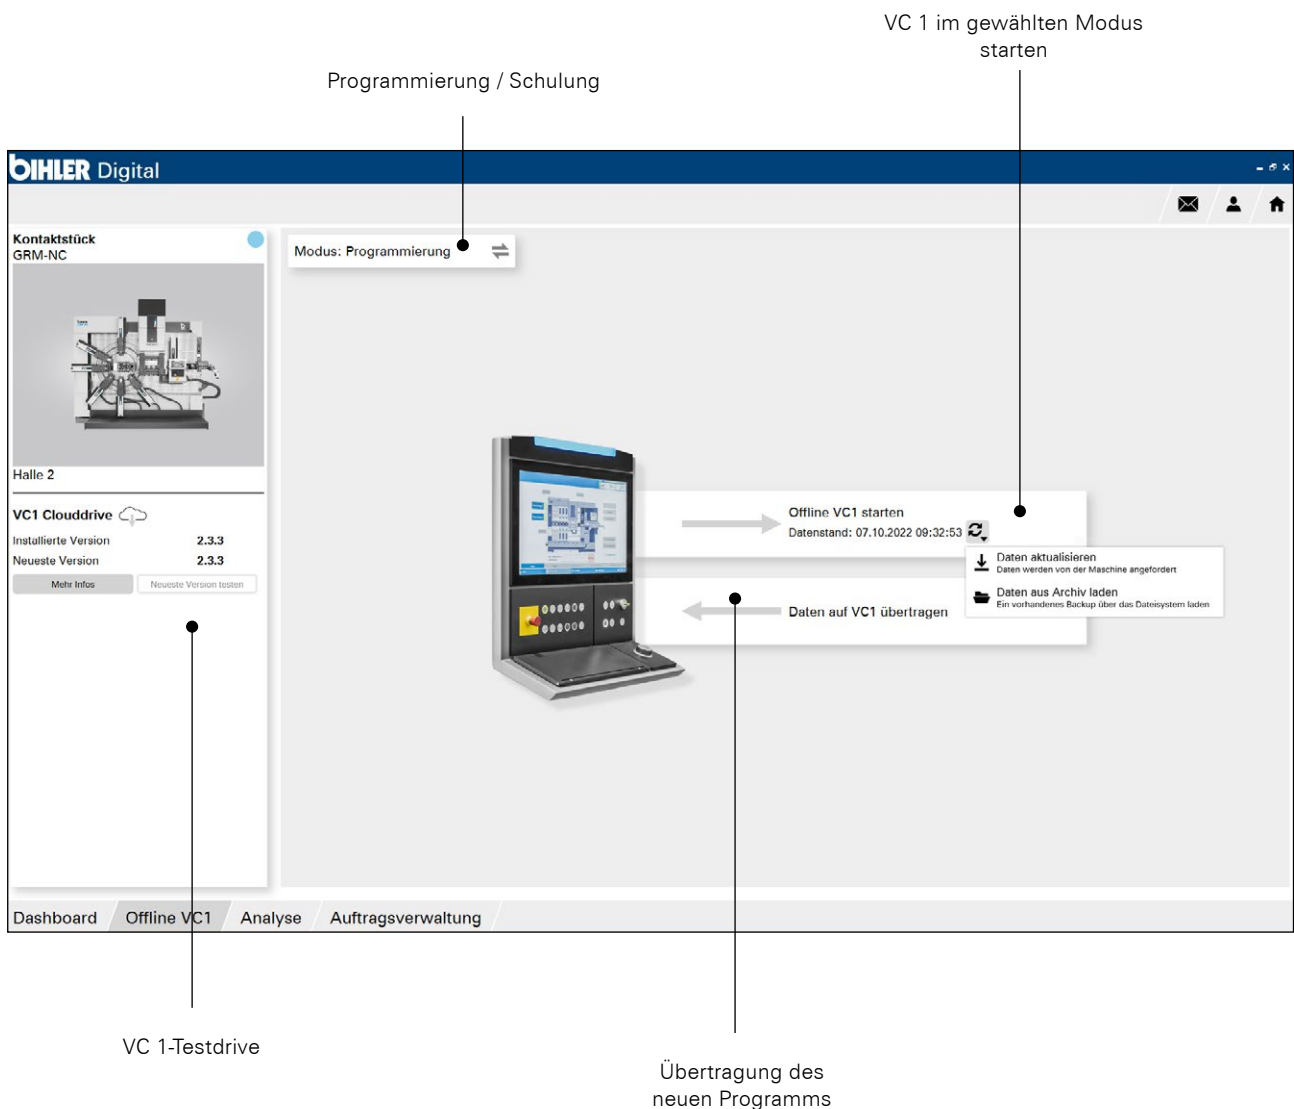 VC 1 im gewählten Modus
starten
Programmierung / Schulung
BIHLER Digital
Kontaktstück
GRM-NC
Modus: Programmierung
Halle 2
VC1 Clouddrive
Installierte Version 2.3.3
Neueste Version 2.3.3
Mehr Infos Neueste Version testen
Offline VC1 starten
Datenstand: 07.10.2022 09:32:53
Daten aktualisieren
Daten werden von der Maschine angefordert
Daten aus Archiv laden
Ein vorhandenes Backup über das Dateisystem laden
Daten auf VC1 übertragen
Dashboard Offline VC1 Analyse Auftragsverwaltung
VC 1-Testdrive
Übertragung des
neuen Programms